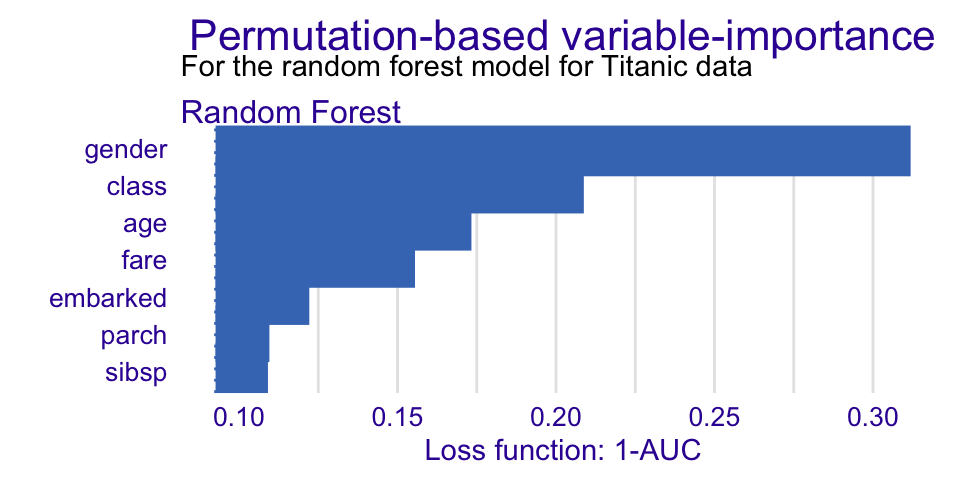 Permutation-based variable-importance
For the random forest model for Titanic data
Random Forest
gender
class
age
fare
embarked
parch
sibsp
0.10 0.15 0.20 0.25 0.30
Loss function: 1-AUC